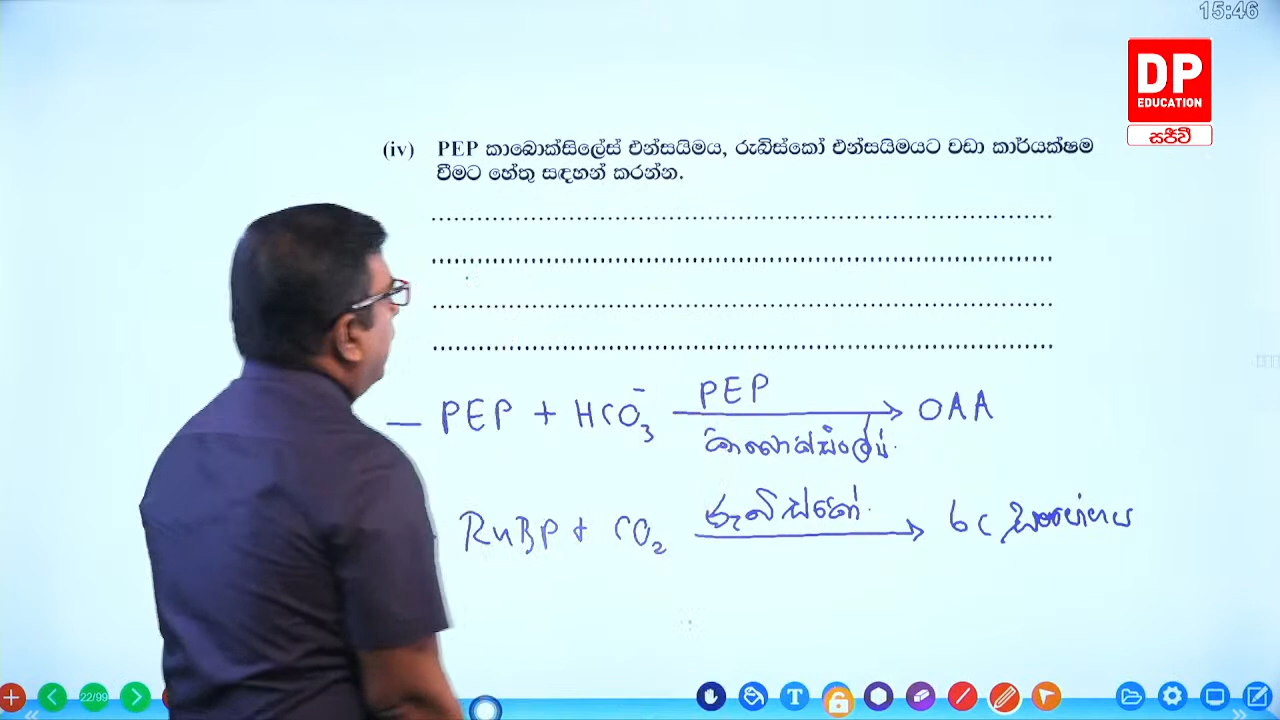 15:46
DP
EDUCATION
සජීවී
(iv) PEP කාබොක්සිලේස් එන්සයිමය, රුබිස්කෝ එන්සයිමයට වඩා කාර්යක්ෂම
වීමට හේතු සඳහන් කරන්න.
– PEP + HCO₃⁻ PEP → OAA
කාබොක්සිලේස්.
RuBP + CO₂ රුබිස්කෝ. → 6C සංයෝගය
22/99